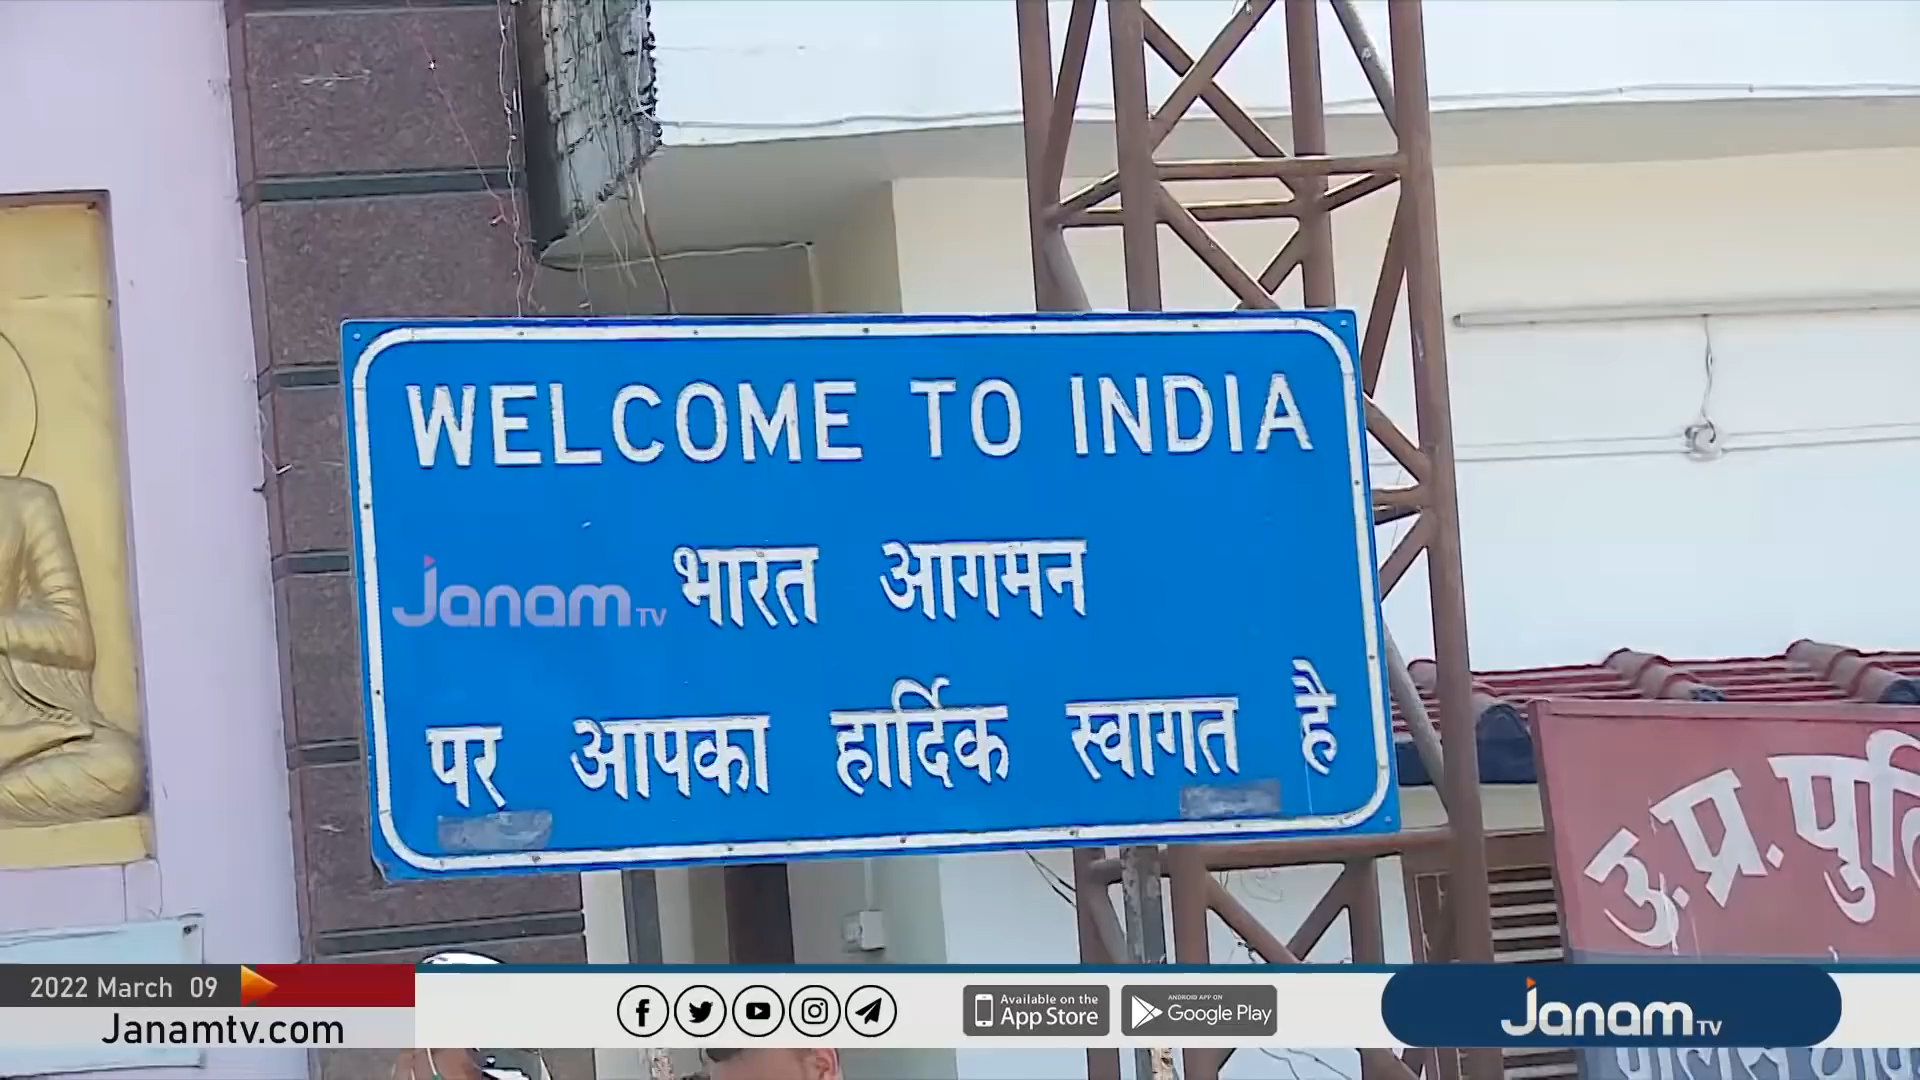 WELCOME TO INDIA
भारत आगमन
Janam TV
पर आपका हार्दिक स्वागत है
उ.प्र.
2022 March 09
Janamtv.com
Available on the
App Store
ANDROID APP ON
Google Play
Janam TV